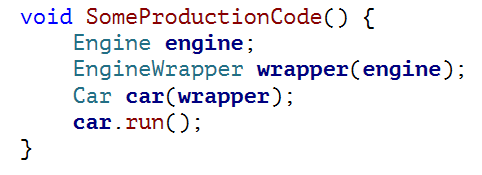 void SomeProductionCode() {
    Engine engine;
    EngineWrapper wrapper(engine);
    Car car(wrapper);
    car.run();
}